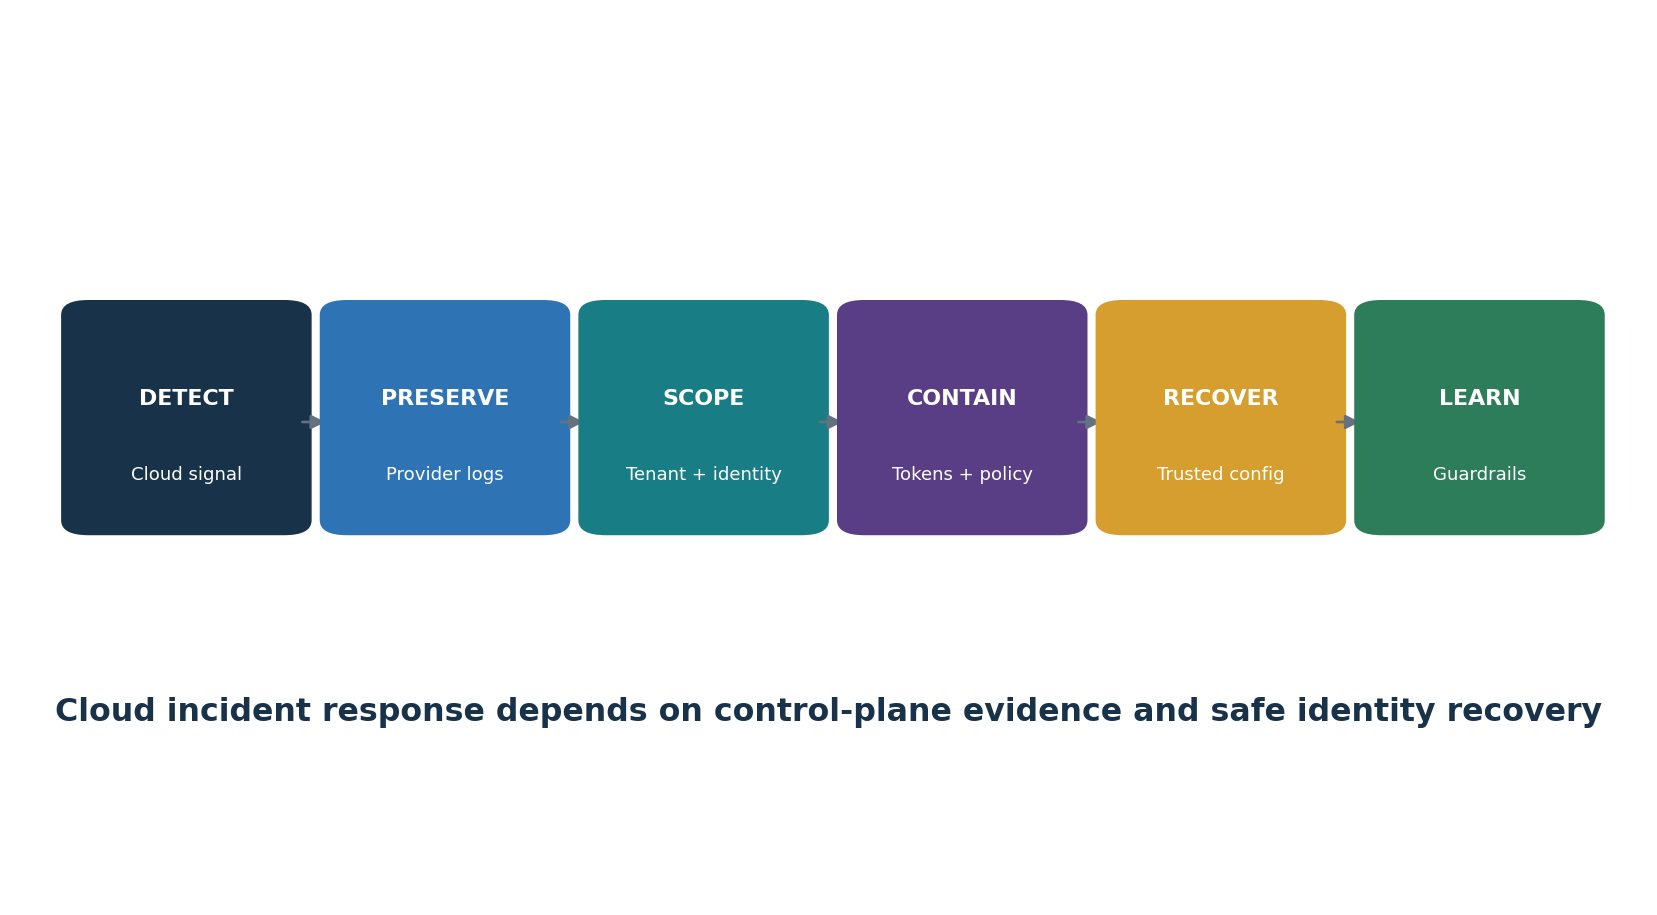 DETECT
Cloud signal
PRESERVE
Provider logs
SCOPE
Tenant + identity
CONTAIN
Tokens + policy
RECOVER
Trusted config
LEARN
Guardrails
Cloud incident response depends on control-plane evidence and safe identity recovery